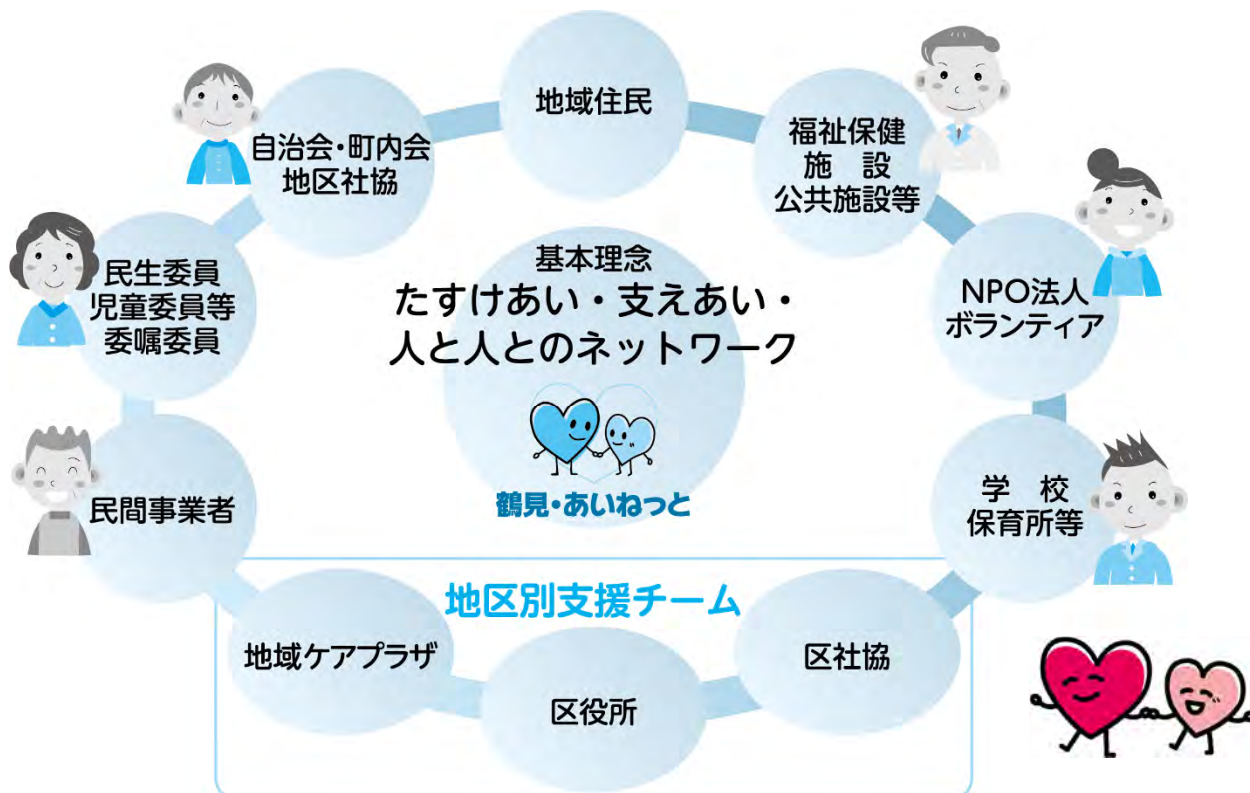 地域住民
自治会・町内会
地区社協
福祉保健
施　設
公共施設等
民生委員
児童委員等
委嘱委員
基本理念
たすけあい・支えあい・
人と人とのネットワーク
鶴見・あいねっと
NPO法人
ボランティア
民間事業者
学　校
保育所等
地区別支援チーム
地域ケアプラザ
区役所
区社協